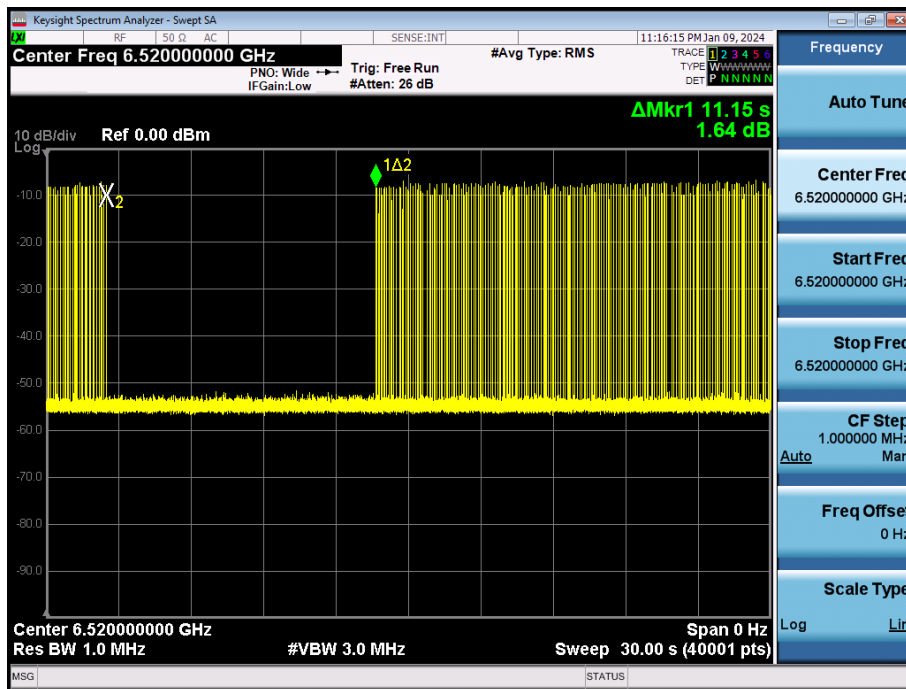 Keysight Spectrum Analyzer - Swept SA
LXI
RF
50 Ω
AC
SENSE:INT
11:16:15 PM Jan 09, 2024
Center Freq 6.520000000 GHz
PNO: Wide
IFGain:Low
Trig: Free Run
#Atten: 26 dB
#Avg Type: RMS
TRACE 1 2 3 4 5 6
TYPE WWWWWW
DET P N N N N N
ΔMkr1 11.15 s
1.64 dB
10 dB/div
Log
Ref 0.00 dBm
1Δ2
2
-10.0
-20.0
-30.0
-40.0
-50.0
-60.0
-70.0
-80.0
-90.0
Center 6.520000000 GHz
Span 0 Hz
Res BW 1.0 MHz
#VBW 3.0 MHz
Sweep 30.00 s (40001 pts)
MSG
STATUS
Frequency
Auto Tune
Center Freq
6.520000000 GHz
Start Freq
6.520000000 GHz
Stop Freq
6.520000000 GHz
CF Step
1.000000 MHz
Auto
Man
Freq Offset
0 Hz
Scale Type
Log
Lin